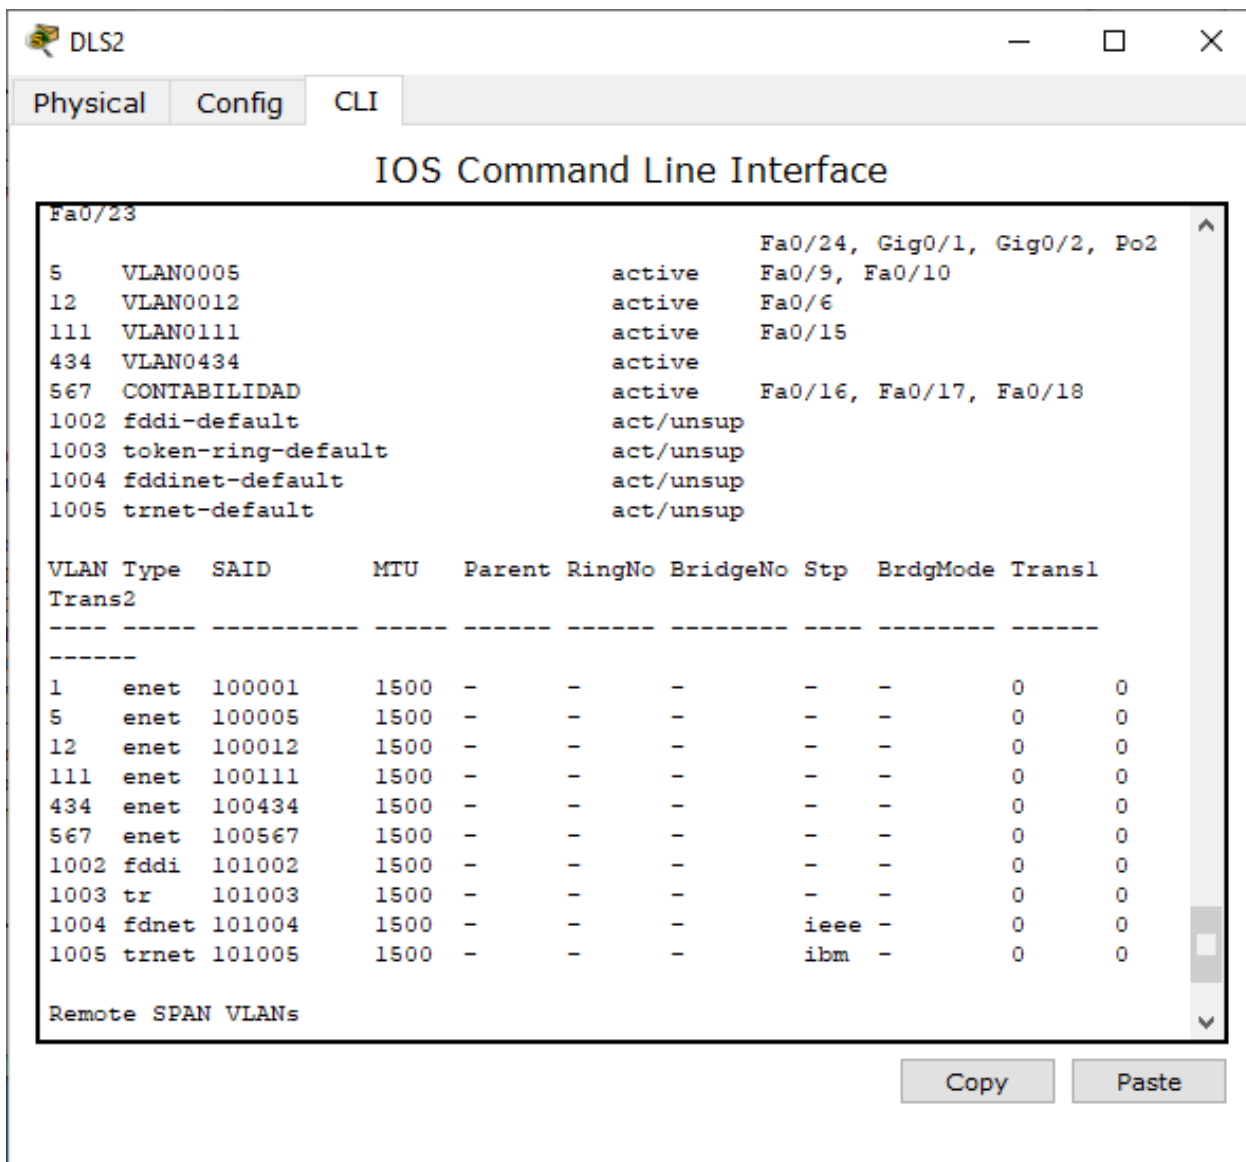 DLS2
Physical Config CLI
IOS Command Line Interface
Fa0/23
Fa0/24, Gig0/1, Gig0/2, Po2
5 VLAN0005 active Fa0/9, Fa0/10
12 VLAN0012 active Fa0/6
111 VLAN0111 active Fa0/15
434 VLAN0434 active
567 CONTABILIDAD active Fa0/16, Fa0/17, Fa0/18
1002 fddi-default act/unsup
1003 token-ring-default act/unsup
1004 fddinet-default act/unsup
1005 trnet-default act/unsup
VLAN Type SAID MTU Parent RingNo BridgeNo Stp BrdgMode Trans1
Trans2
---- ----- ---------- ----- ------ ------ -------- ---- -------- ------
------
1 enet 100001 1500 - - - - - 0 0
5 enet 100005 1500 - - - - - 0 0
12 enet 100012 1500 - - - - - 0 0
111 enet 100111 1500 - - - - - 0 0
434 enet 100434 1500 - - - - - 0 0
567 enet 100567 1500 - - - - - 0 0
1002 fddi 101002 1500 - - - - - 0 0
1003 tr 101003 1500 - - - - - 0 0
1004 fdnet 101004 1500 - - - ieee - 0 0
1005 trnet 101005 1500 - - - ibm - 0 0
Remote SPAN VLANs
Copy Paste